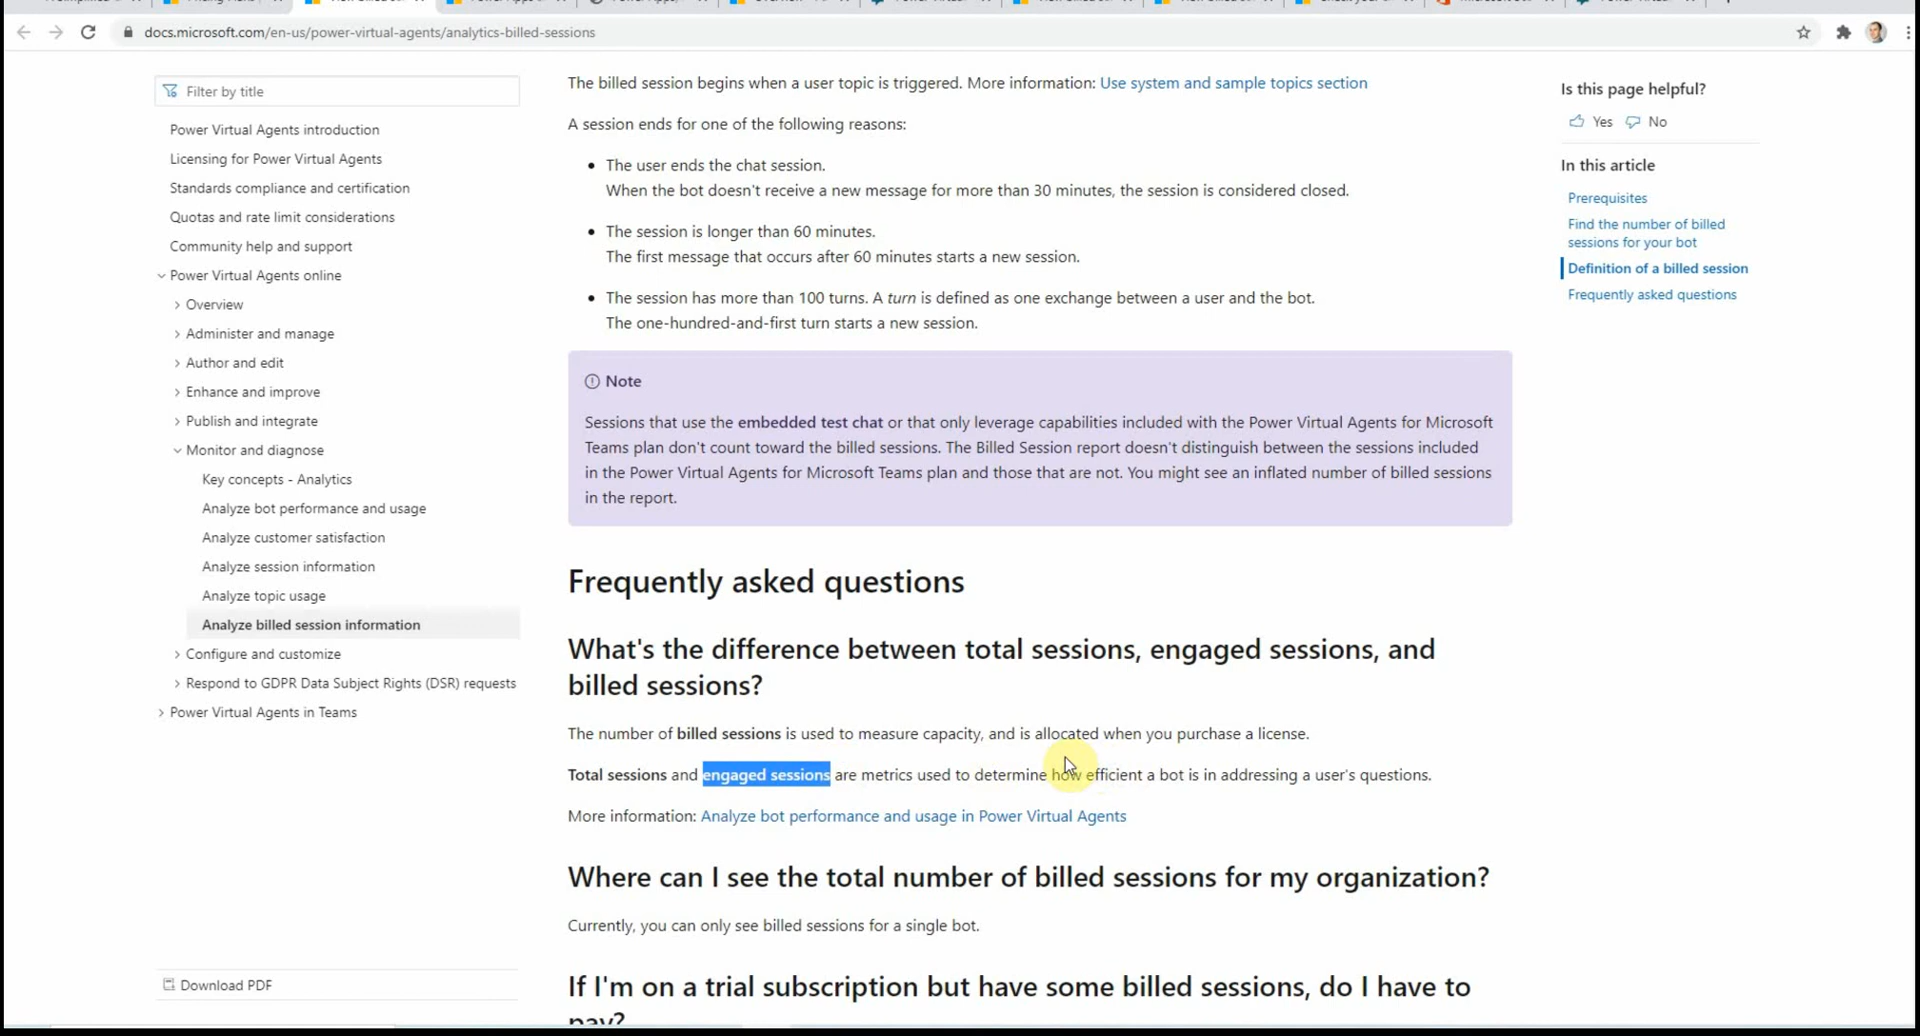 docs.microsoft.com/en-us/power-virtual-agents/analytics-billed-sessions
Filter by title
Power Virtual Agents introduction
Licensing for Power Virtual Agents
Standards compliance and certification
Quotas and rate limit considerations
Community help and support
Power Virtual Agents online
Overview
Administer and manage
Author and edit
Enhance and improve
Publish and integrate
Monitor and diagnose
Key concepts - Analytics
Analyze bot performance and usage
Analyze customer satisfaction
Analyze session information
Analyze topic usage
Analyze billed session information
Configure and customize
Respond to GDPR Data Subject Rights (DSR) requests
Power Virtual Agents in Teams
Download PDF
The billed session begins when a user topic is triggered. More information: Use system and sample topics section
A session ends for one of the following reasons:
• The user ends the chat session.
When the bot doesn't receive a new message for more than 30 minutes, the session is considered closed.
• The session is longer than 60 minutes.
The first message that occurs after 60 minutes starts a new session.
• The session has more than 100 turns. A turn is defined as one exchange between a user and the bot.
The one-hundred-and-first turn starts a new session.
Note
Sessions that use the embedded test chat or that only leverage capabilities included with the Power Virtual Agents for Microsoft
Teams plan don't count toward the billed sessions. The Billed Session report doesn't distinguish between the sessions included
in the Power Virtual Agents for Microsoft Teams plan and those that are not. You might see an inflated number of billed sessions
in the report.
Frequently asked questions
What's the difference between total sessions, engaged sessions, and
billed sessions?
The number of billed sessions is used to measure capacity, and is allocated when you purchase a license.
Total sessions and engaged sessions are metrics used to determine how efficient a bot is in addressing a user's questions.
More information: Analyze bot performance and usage in Power Virtual Agents
Where can I see the total number of billed sessions for my organization?
Currently, you can only see billed sessions for a single bot.
If I'm on a trial subscription but have some billed sessions, do I have to
pay?
Is this page helpful?
Yes No
In this article
Prerequisites
Find the number of billed
sessions for your bot
Definition of a billed session
Frequently asked questions